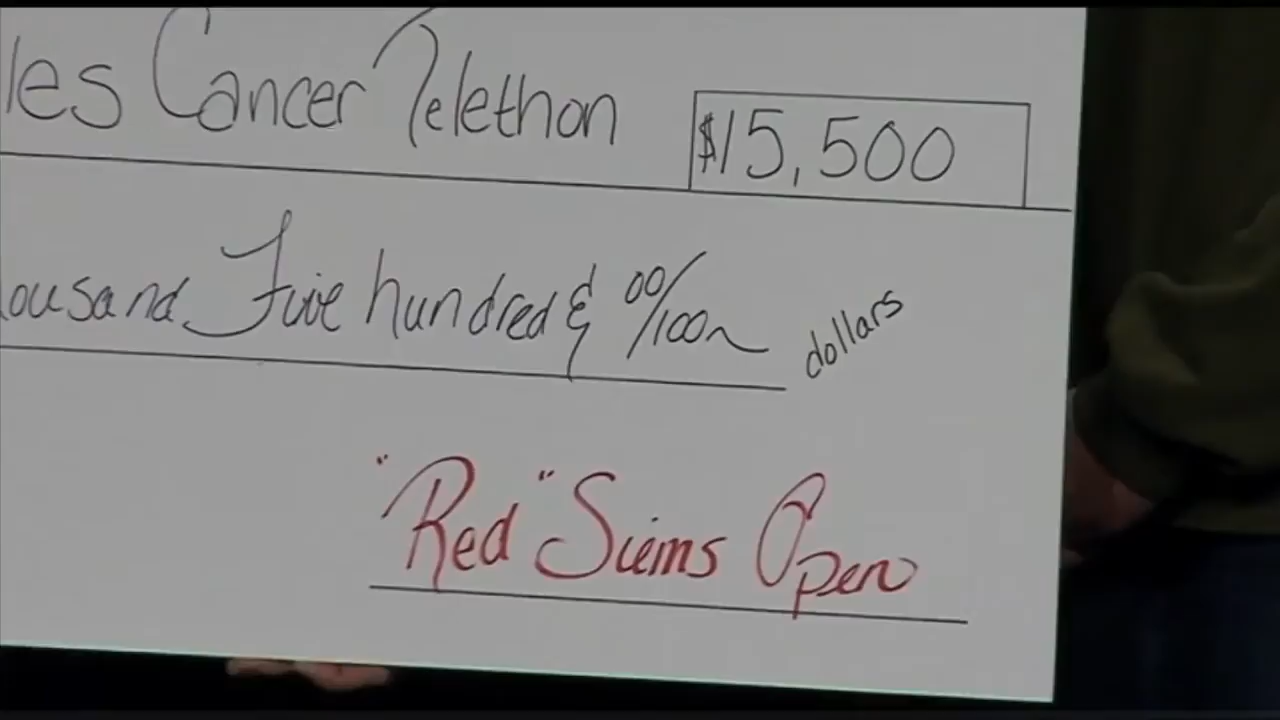 les Cancer Telethon $15,500
ousand Five hundred & 00/100 dollars
"Red" Siems Open